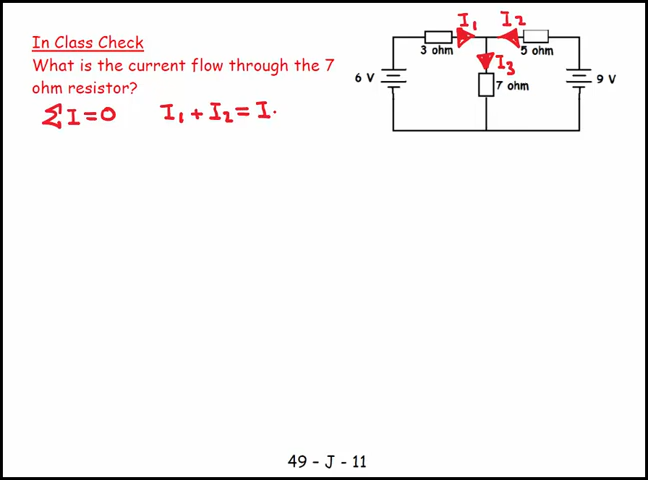 In Class Check
What is the current flow through the 7
ohm resistor?
ΣI=0 I₁+I₂=I
I₁ I₂
3 ohm 5 ohm
I₃
6 V 9 V
7 ohm
49 - J - 11